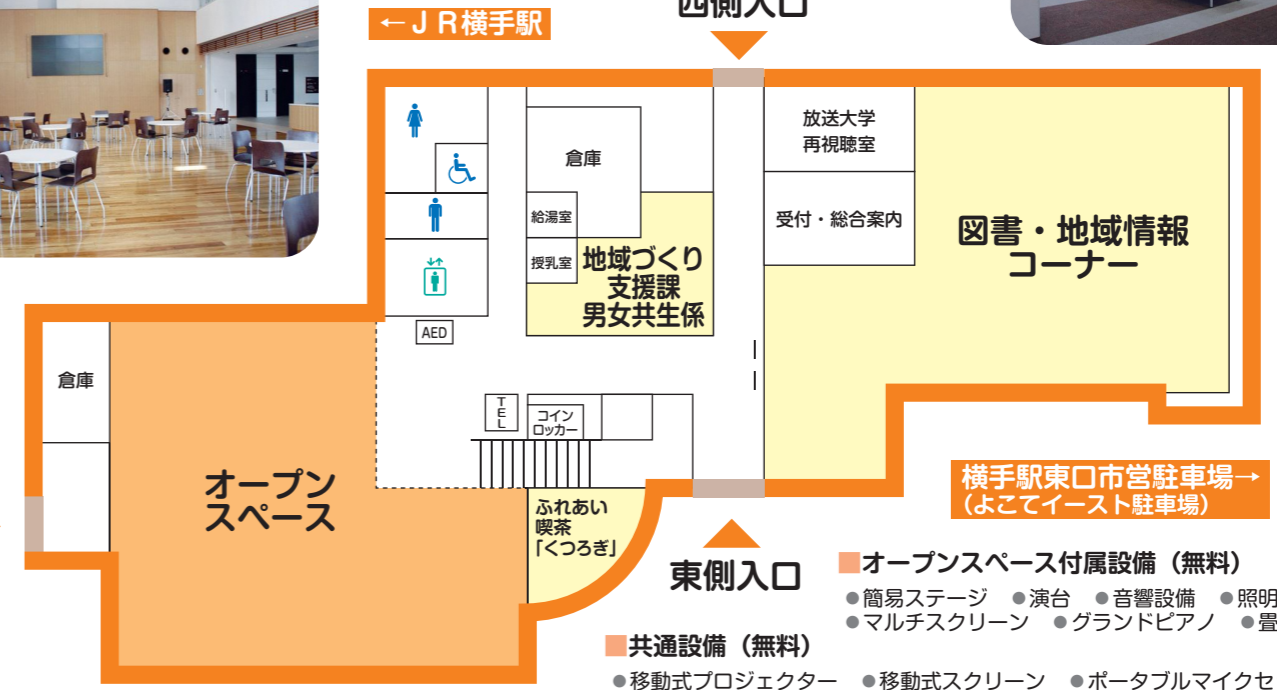 ←ＪＲ横手駅
西側入口
倉庫
放送大学
再視聴室
給湯室
受付・総合案内
図書・地域情報
コーナー
授乳室
地域づくり
支援課
男女共生係
AED
倉庫
TEL
コイン
ロッカー
オープン
スペース
ふれあい
喫茶
「くつろぎ」
横手駅東口市営駐車場→
（よこてイースト駐車場）
東側入口
■オープンスペース付属設備（無料）
●簡易ステージ ●演台 ●音響設備 ●照明
●マルチスクリーン ●グランドピアノ ●畳
■共通設備（無料）
●移動式プロジェクター ●移動式スクリーン ●ポータブルマイクセ